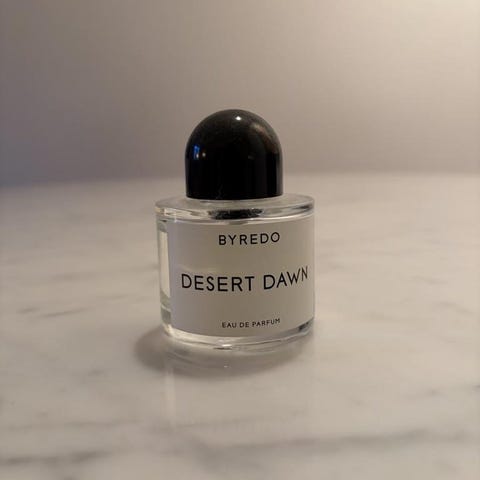 BYREDO
DESERT DAWN
EAU DE PARFUM